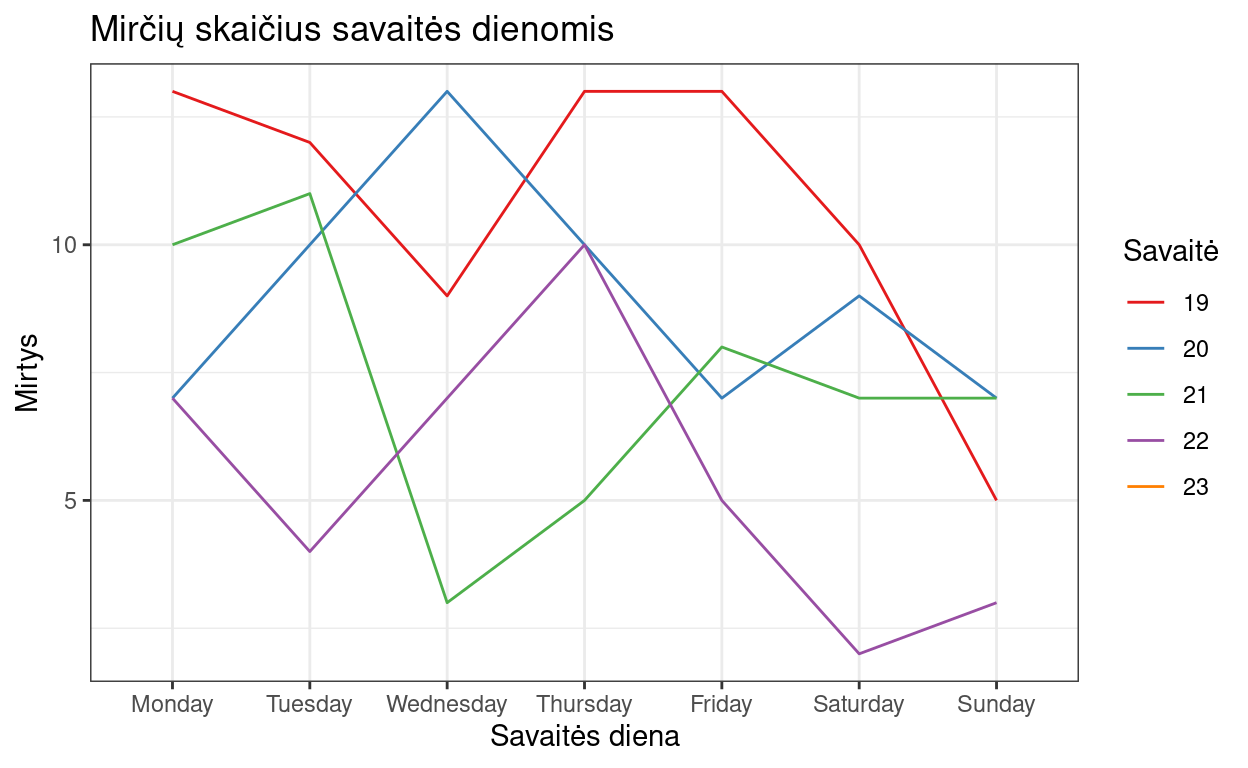 Mirčių skaičius savaitės dienomis
Mirtys
10
5
Monday Tuesday Wednesday Thursday Friday Saturday Sunday
Savaitės diena
Savaitė
19
20
21
22
23